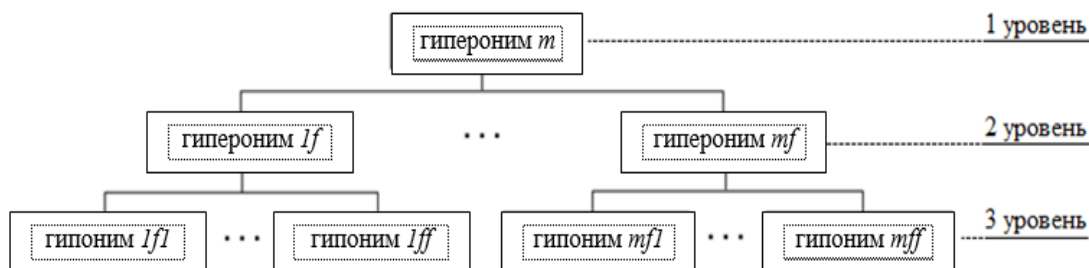 1 уровень
гипероним m
2 уровень
гипероним 1f
...
гипероним mf
3 уровень
гипоним 1f1
...
гипоним 1ff
гипоним mf1
...
гипоним mff